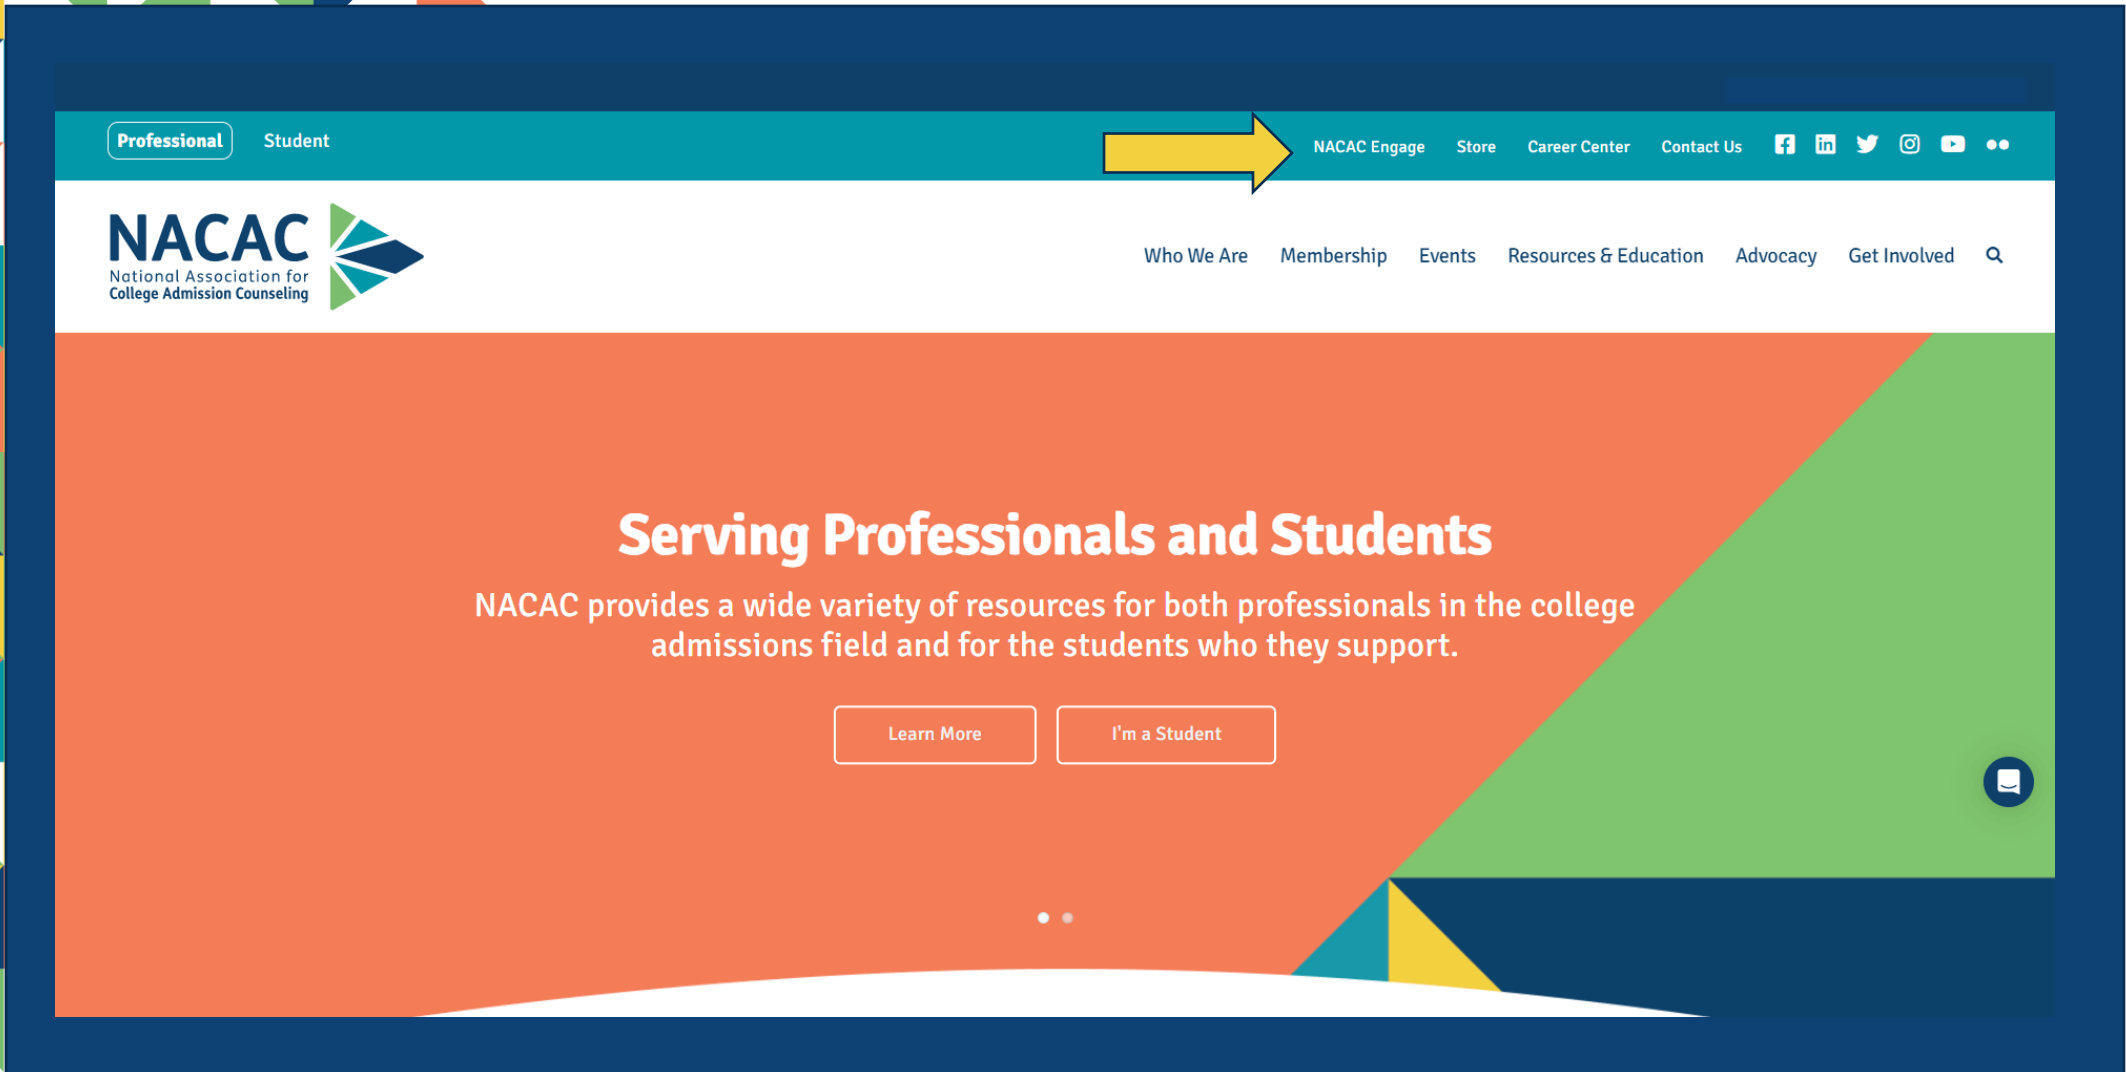 Professional Student
NACAC Engage Store Career Center Contact Us
NACAC
National Association for
College Admission Counseling
Who We Are Membership Events Resources & Education Advocacy Get Involved
Serving Professionals and Students
NACAC provides a wide variety of resources for both professionals in the college
admissions field and for the students who they support.
Learn More I'm a Student